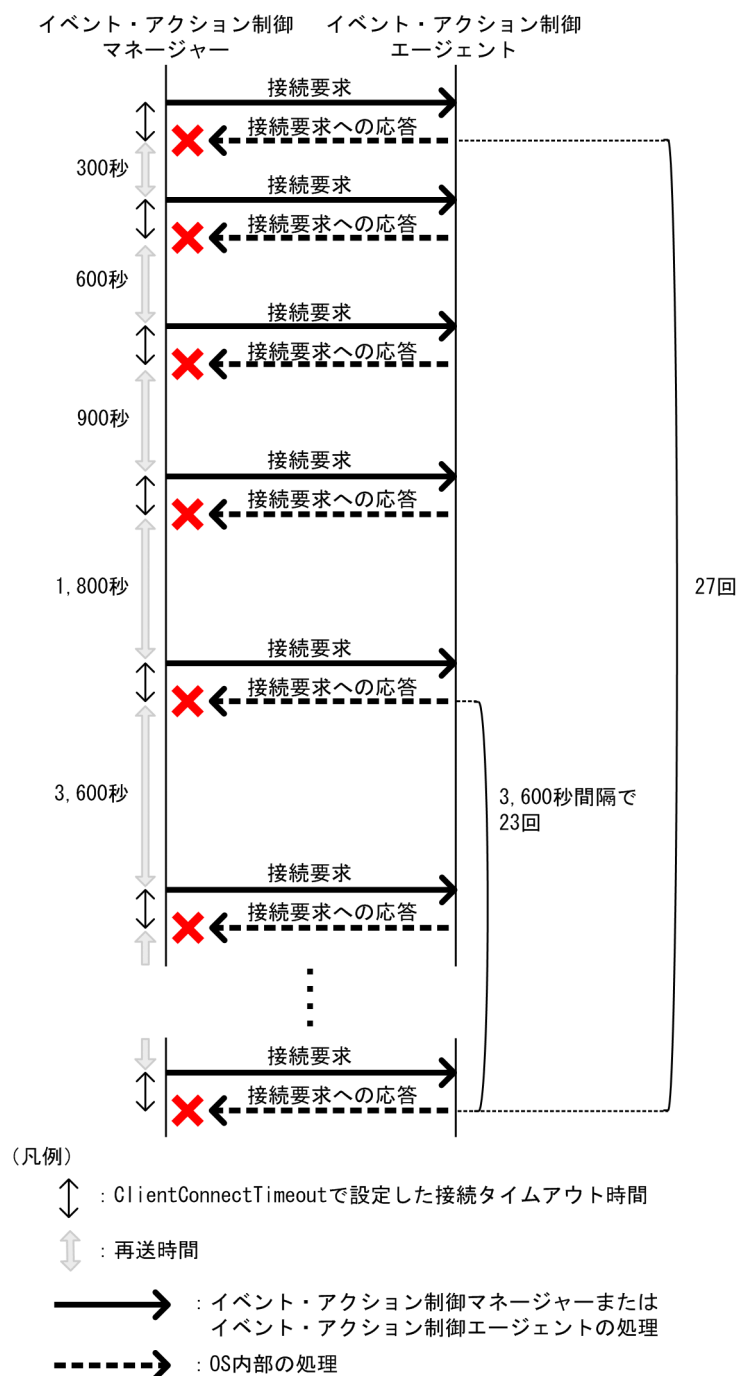 イベント・アクション制御
マネージャー
イベント・アクション制御
エージェント
接続要求
接続要求への応答
300秒
接続要求
接続要求への応答
600秒
接続要求
接続要求への応答
900秒
接続要求
接続要求への応答
1,800秒
27回
接続要求
接続要求への応答
3,600秒
3,600秒間隔で
23回
接続要求
接続要求への応答
接続要求
接続要求への応答
(凡例)
:ClientConnectTimeoutで設定した接続タイムアウト時間
:再送時間
:イベント・アクション制御マネージャーまたは
イベント・アクション制御エージェントの処理
:OS内部の処理